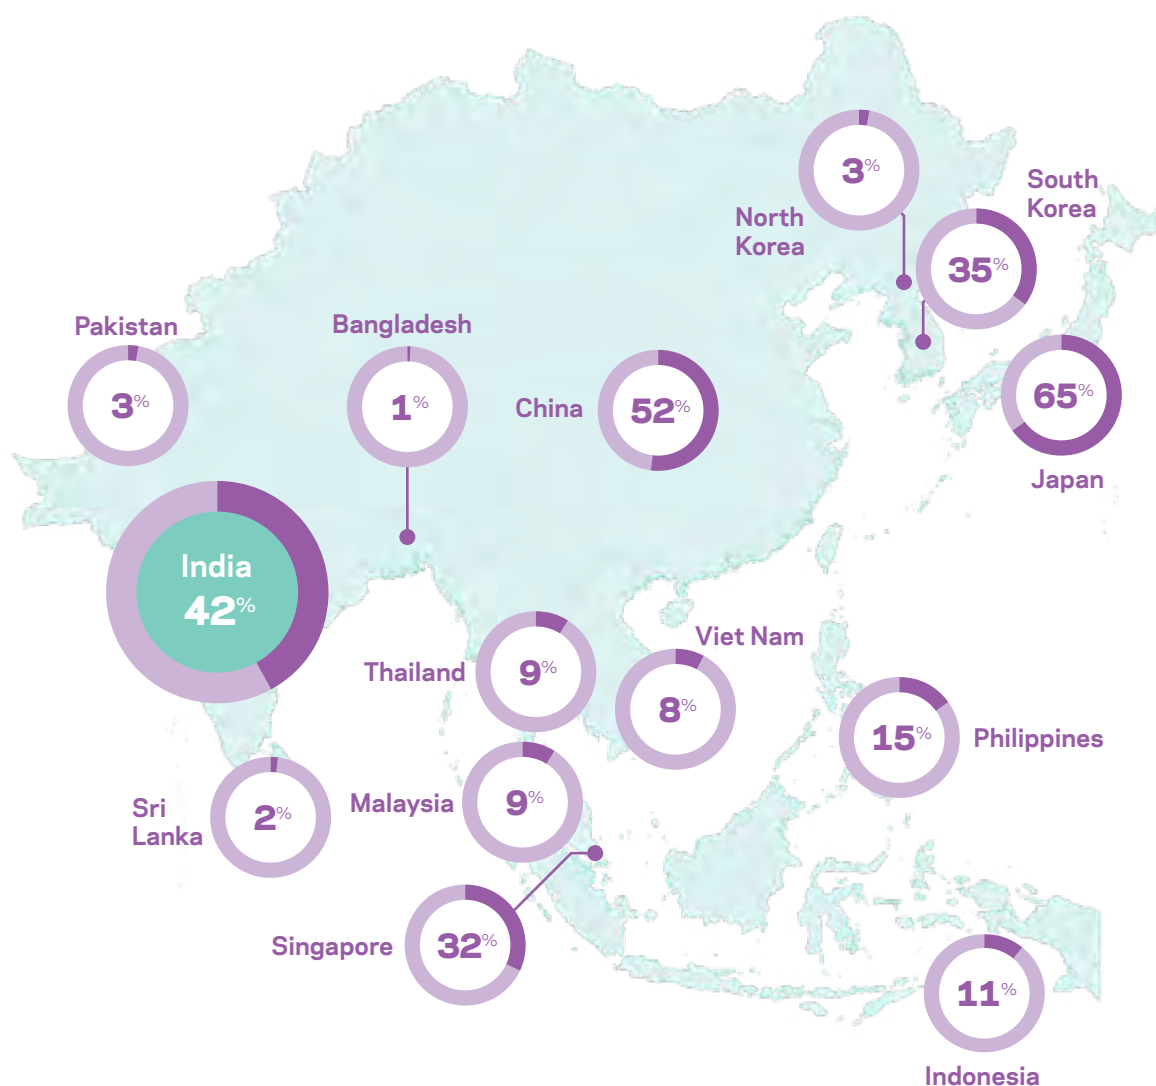 3%
North
Korea
South
Korea
35%
Pakistan
3%
Bangladesh
1%
China
52%
65%
Japan
India
42%
Thailand
9%
Viet Nam
8%
15%
Philippines
Sri
Lanka
2%
Malaysia
9%
Singapore
32%
11%
Indonesia